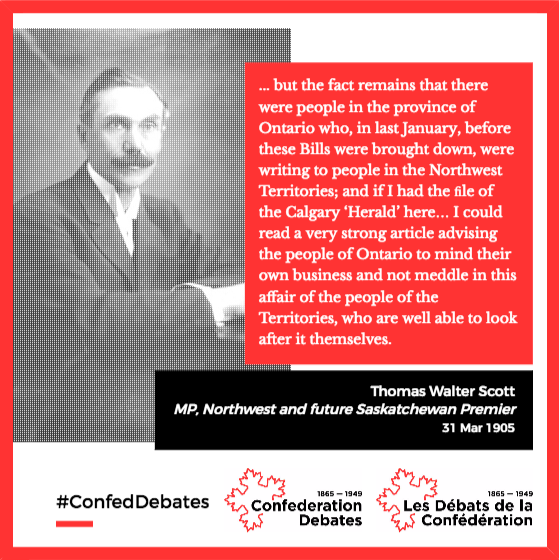 ... but the fact remains that there
were people in the province of
Ontario who, in last January, before
these Bills were brought down, were
writing to people in the Northwest
Territories; and if I had the file of
the Calgary ‘Herald’ here... I could
read a very strong article advising
the people of Ontario to mind their
own business and not meddle in this
affair of the people of the
Territories, who are well able to look
after it themselves.
Thomas Walter Scott
MP, Northwest and future Saskatchewan Premier
31 Mar 1905
#ConfedDebates
1865 — 1949
Confederation
Debates
1865 — 1949
Les Débats de la
Confédération